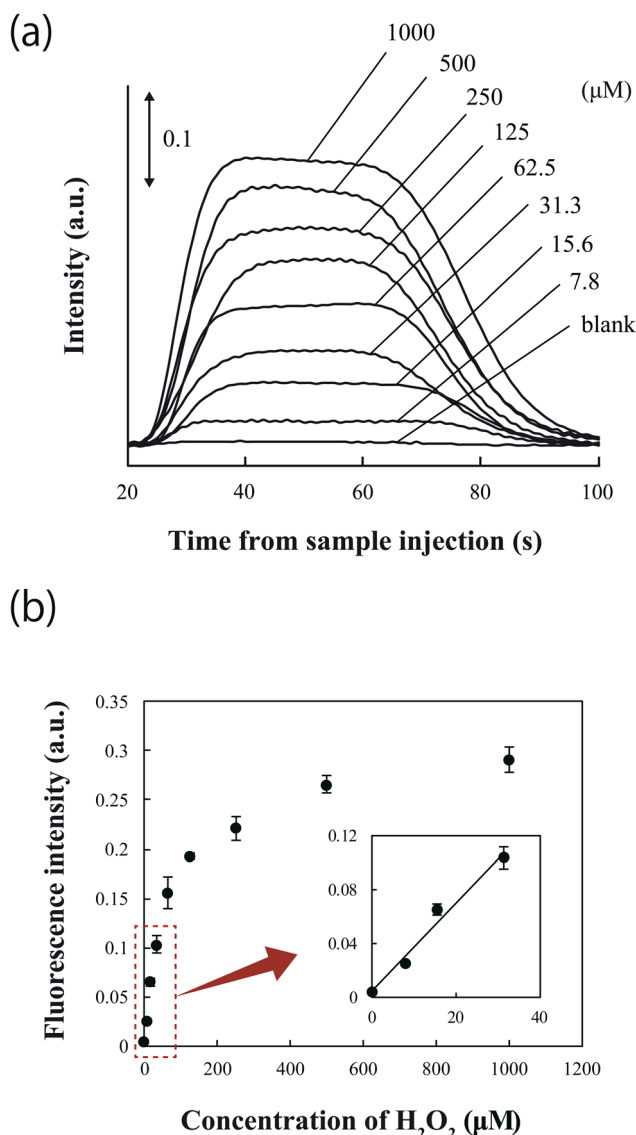 (a)
1000
500
(μM)
250
0.1
125
62.5
31.3
15.6
7.8
blank
Intensity (a.u.)
20 40 60 80 100
Time from sample injection (s)
(b)
0.35
0.3
0.25
0.2
0.15
0.1
0.05
0
Fluorescence intensity (a.u.)
0.12
0.08
0.04
0
0 20 40
0 200 400 600 800 1000 1200
Concentration of H₂O₂ (μM)